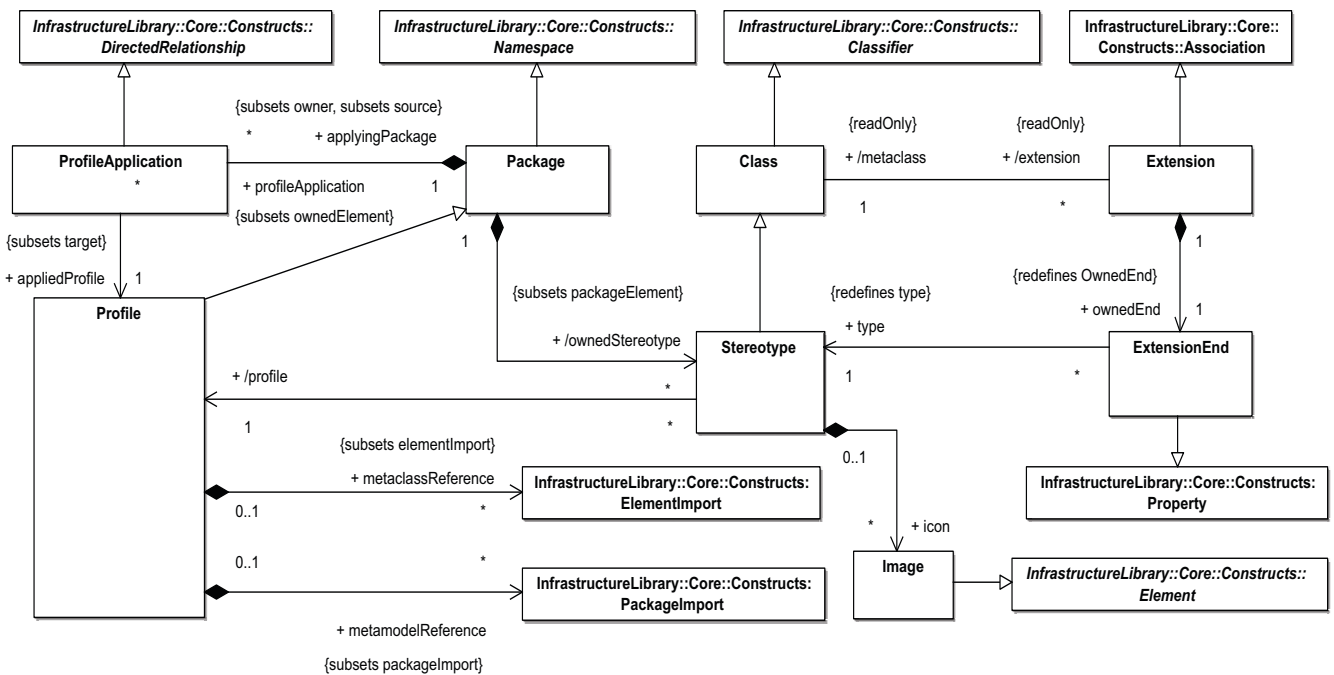 InfrastructureLibrary::Core::Constructs::
DirectedRelationship
InfrastructureLibrary::Core::Constructs::
Namespace
InfrastructureLibrary::Core::Constructs::
Classifier
InfrastructureLibrary::Core::
Constructs::Association
{subsets owner, subsets source}
* + applyingPackage
{readOnly}
+ /metaclass
{readOnly}
+ /extension
ProfileApplication
*
Package
Class
Extension
+ profileApplication 1
{subsets ownedElement}
1
*
{subsets target}
+ appliedProfile 1
1
1
{subsets packageElement}
+ /ownedStereotype
{redefines type}
+ type
{redefines OwnedEnd}
+ ownedEnd 1
Profile
Stereotype
ExtensionEnd
+ /profile
*
1
*
1
*
{subsets elementImport}
+ metaclassReference
0..1
*
InfrastructureLibrary::Core::Constructs:
ElementImport
0..1
InfrastructureLibrary::Core::Constructs:
Property
* + icon
0..1
*
InfrastructureLibrary::Core::Constructs:
PackageImport
Image
InfrastructureLibrary::Core::Constructs::
Element
+ metamodelReference
{subsets packageImport}